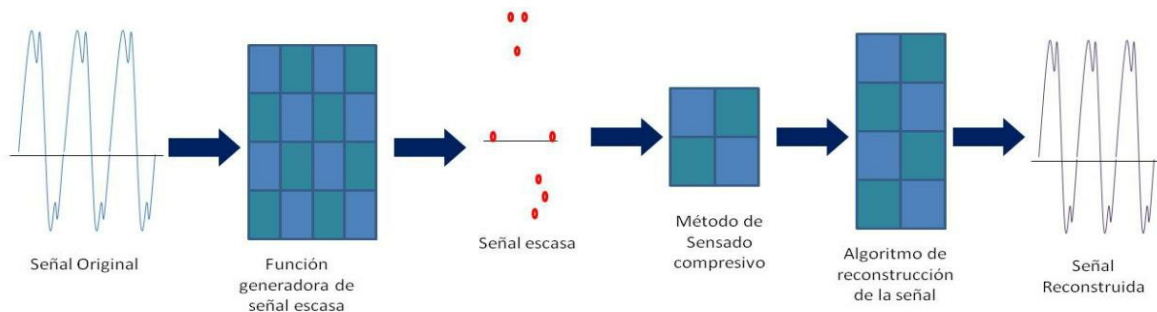 Señal Original
Función
generadora de
señal escasa
Señal escasa
Método de
Sensado
compresivo
Algoritmo de
reconstrucción
de la señal
Señal
Reconstruida